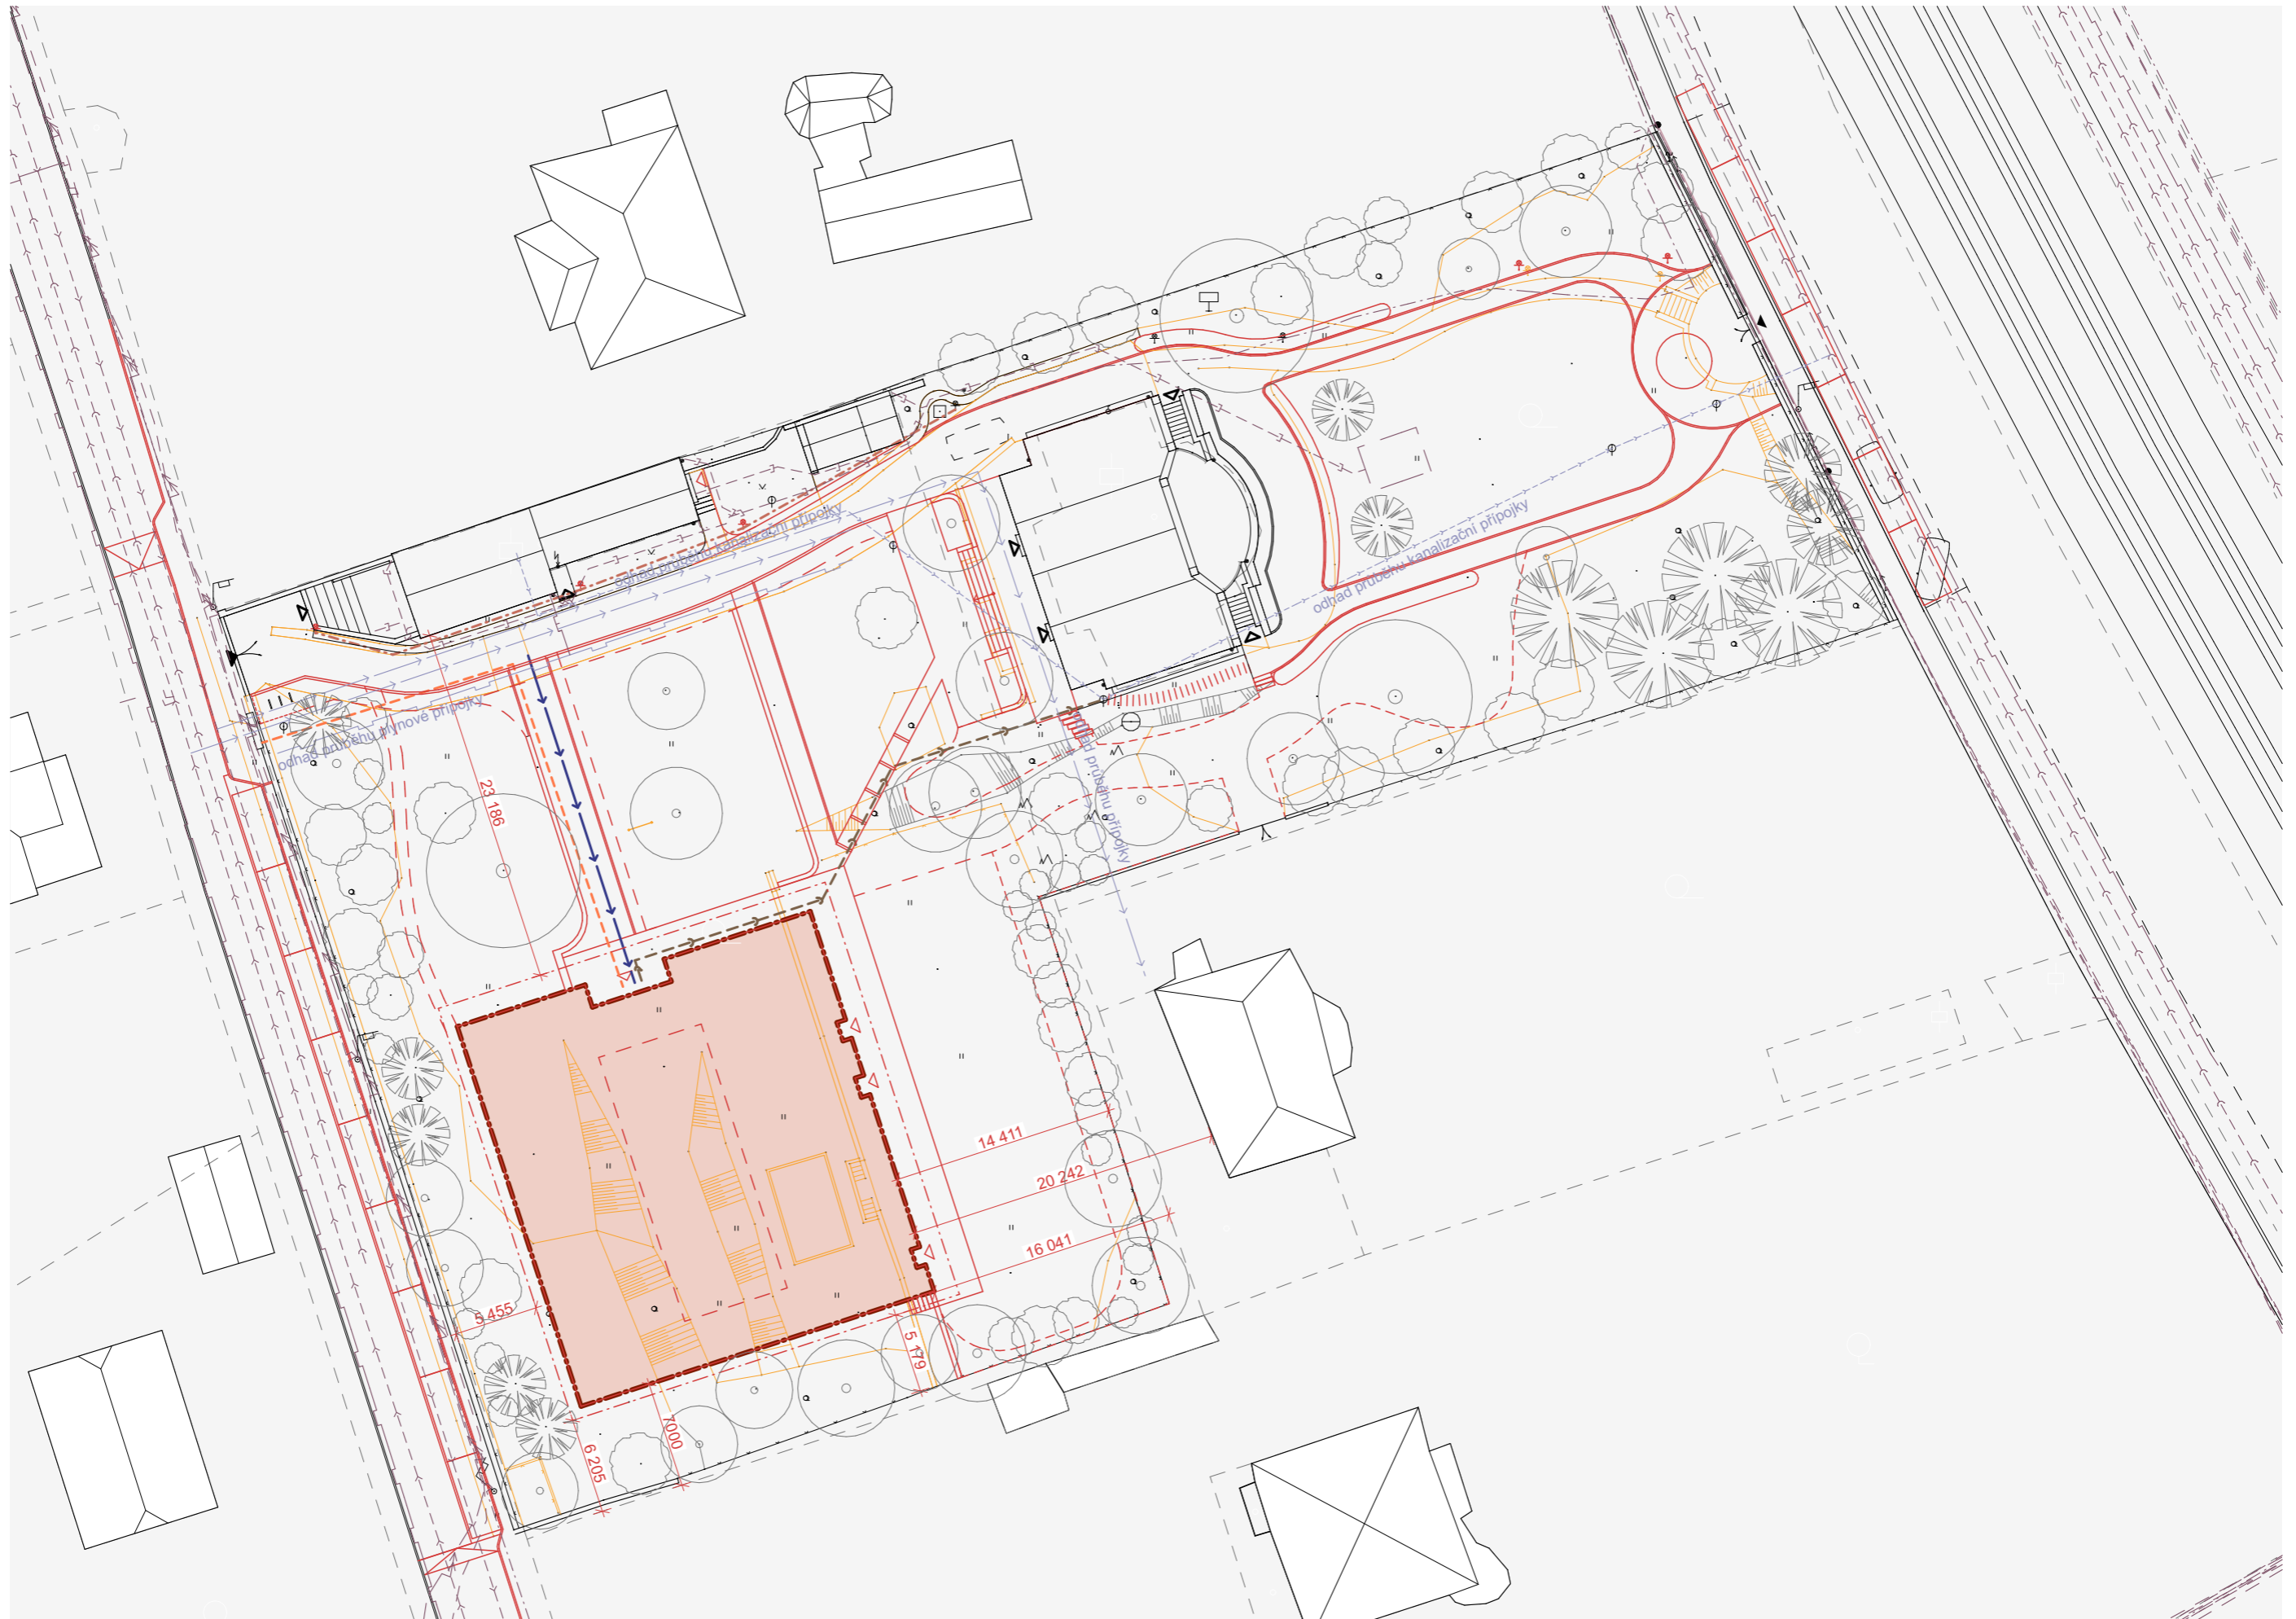 odhad průběhu kanalizační přípojky
odhad průběhu kanalizační přípojky
odhad průběhu plynové přípojky
odhad průběhu přípojky
23 186
14 411
20 242
16 041
5 455
5 179
7000
6 205